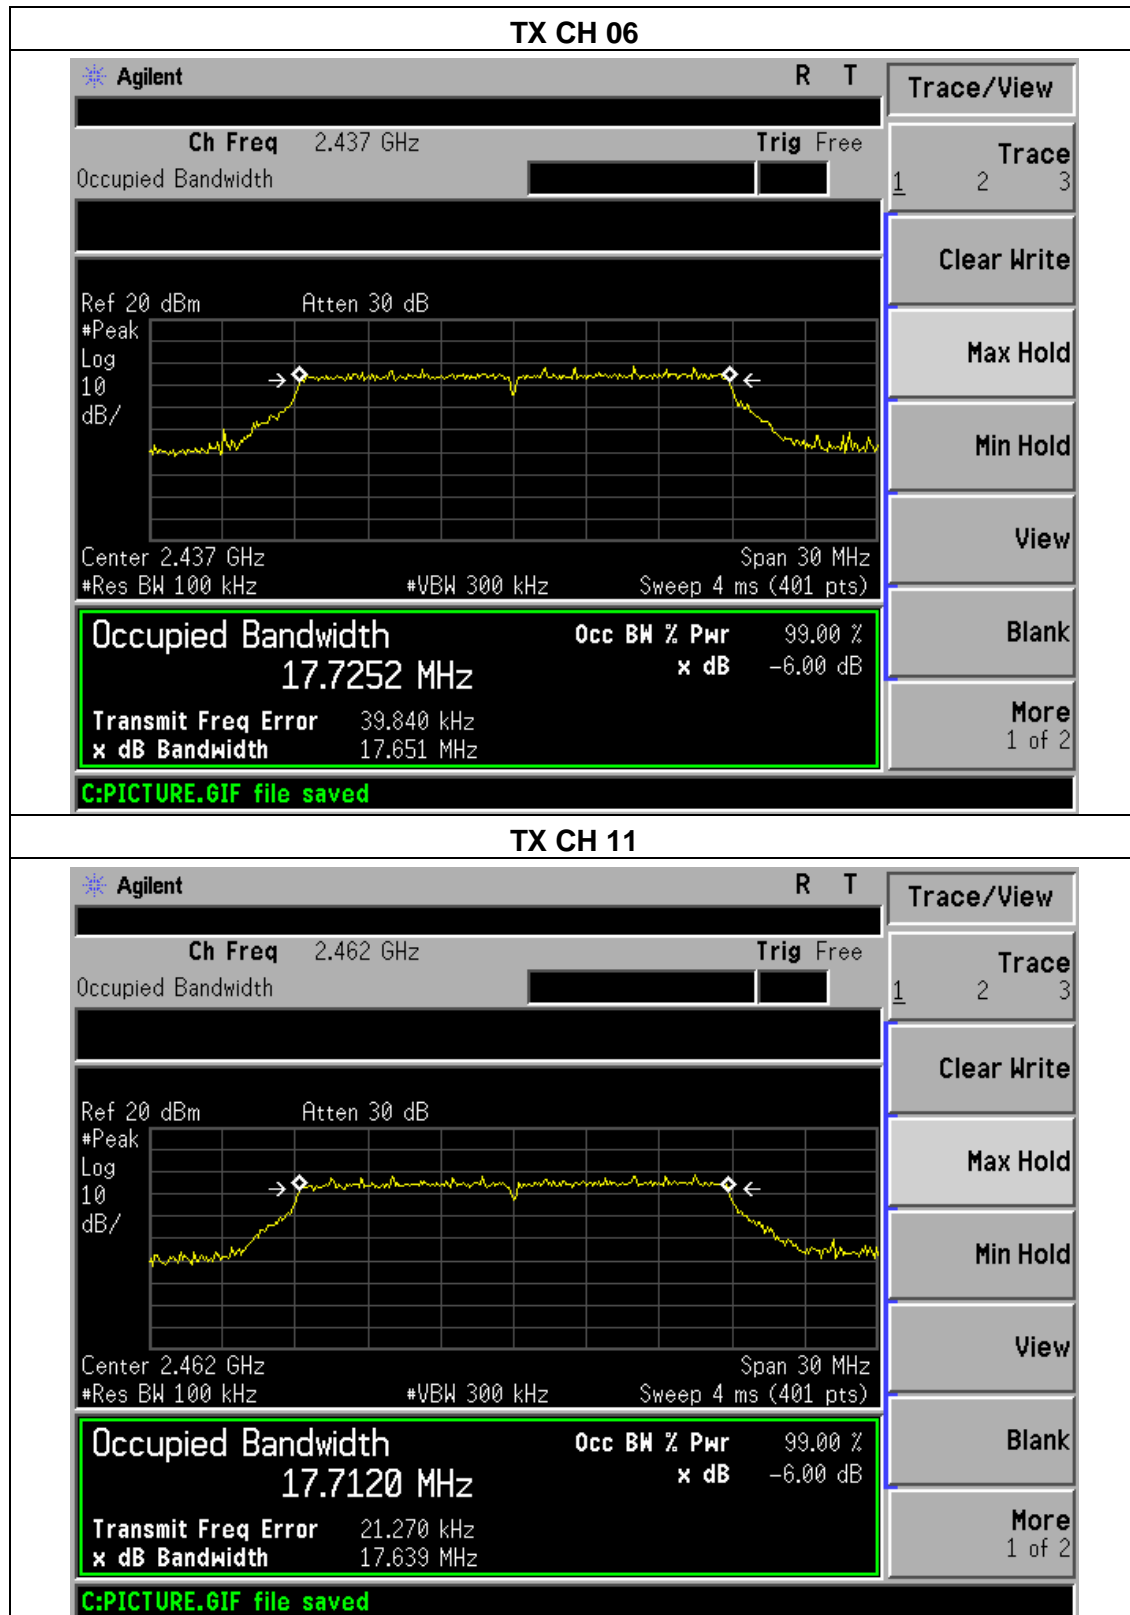 TX CH 06
Agilent R T
Trace/View
Ch Freq 2.437 GHz Trig Free
Occupied Bandwidth
Trace
1 2 3
Clear Write
Ref 20 dBm Atten 30 dB
#Peak
Log
10
dB/
Max Hold
Min Hold
View
Center 2.437 GHz Span 30 MHz
#Res BW 100 kHz #VBW 300 kHz Sweep 4 ms (401 pts)
Occupied Bandwidth Occ BW % Pwr 99.00 %
17.7252 MHz x dB -6.00 dB
Blank
Transmit Freq Error 39.840 kHz
x dB Bandwidth 17.651 MHz
More
1 of 2
C:PICTURE.GIF file saved
TX CH 11
Agilent R T
Trace/View
Ch Freq 2.462 GHz Trig Free
Occupied Bandwidth
Trace
1 2 3
Clear Write
Ref 20 dBm Atten 30 dB
#Peak
Log
10
dB/
Max Hold
Min Hold
View
Center 2.462 GHz Span 30 MHz
#Res BW 100 kHz #VBW 300 kHz Sweep 4 ms (401 pts)
Occupied Bandwidth Occ BW % Pwr 99.00 %
17.7120 MHz x dB -6.00 dB
Blank
Transmit Freq Error 21.270 kHz
x dB Bandwidth 17.639 MHz
More
1 of 2
C:PICTURE.GIF file saved